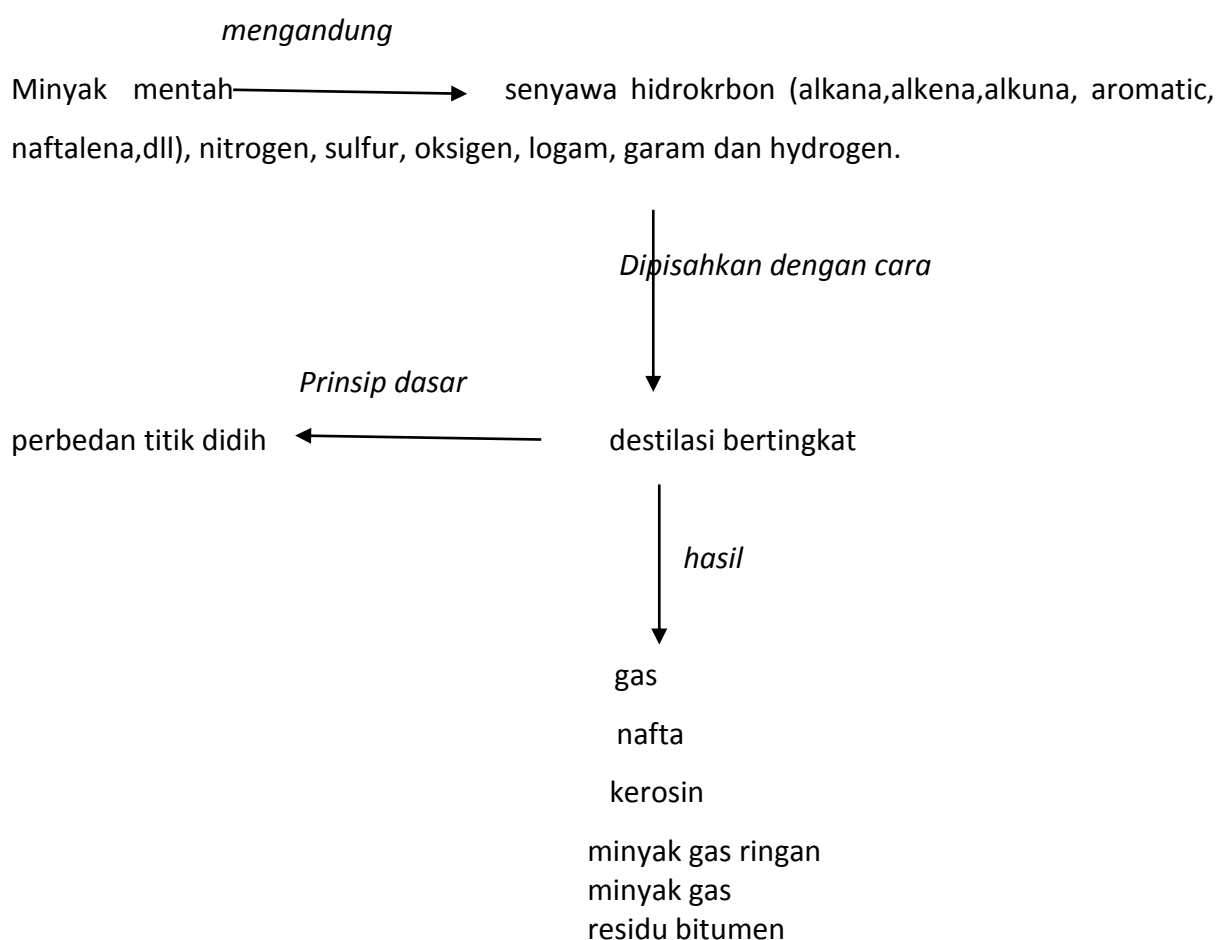 mengandung
Minyak mentah senyawa hidrokrbon (alkana,alkena,alkuna, aromatic,
naftalena,dll), nitrogen, sulfur, oksigen, logam, garam dan hydrogen.
Dipisahkan dengan cara
Prinsip dasar
perbedan titik didih destilasi bertingkat
hasil
gas
nafta
kerosin
minyak gas ringan
minyak gas
residu bitumen